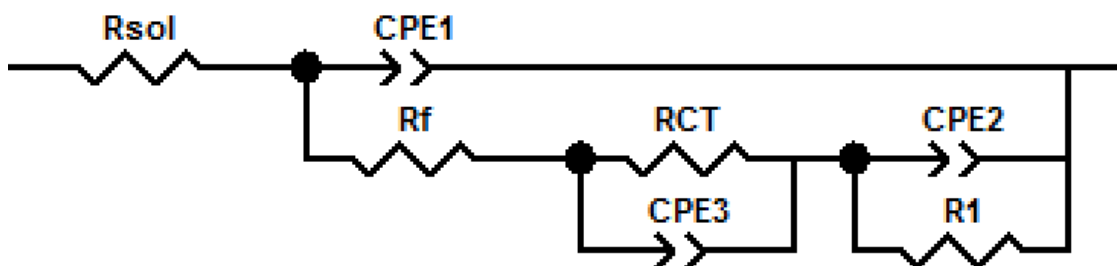 Rsol
CPE1
Rf
RCT
CPE2
CPE3
R1